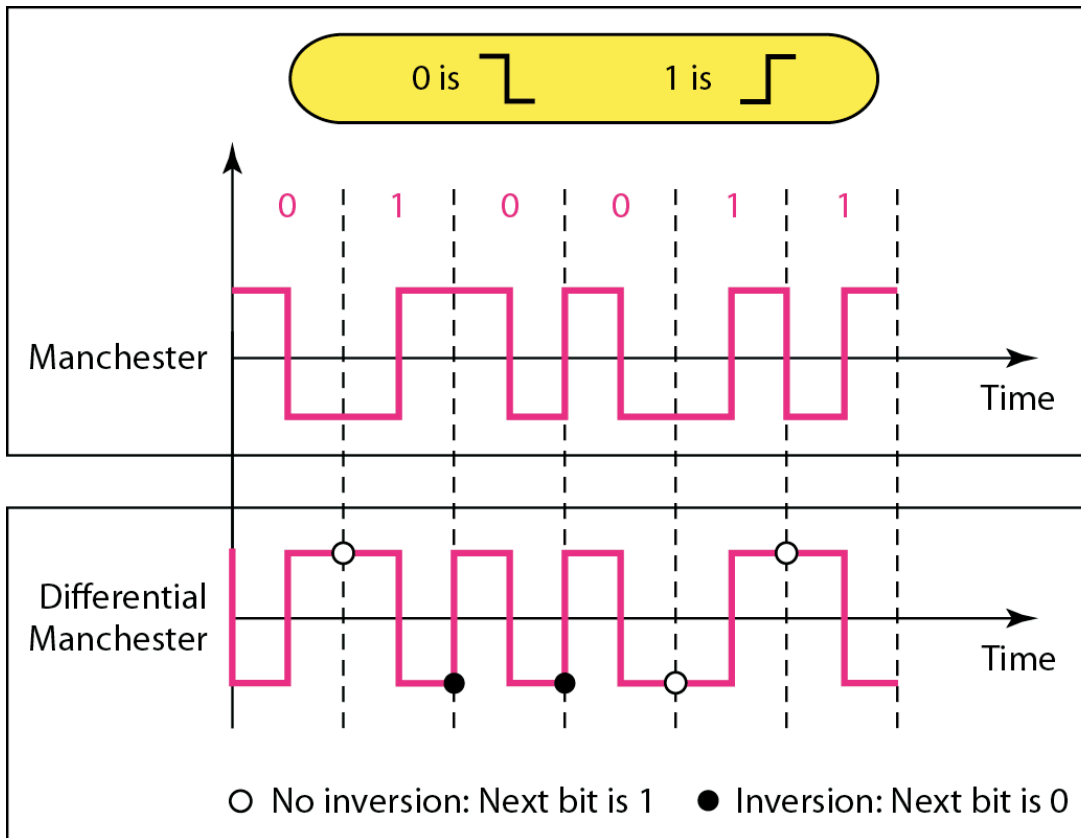 0 is 1 is
0 1 0 0 1 1
Manchester
Time
Differential
Manchester
Time
No inversion: Next bit is 1 Inversion: Next bit is 0